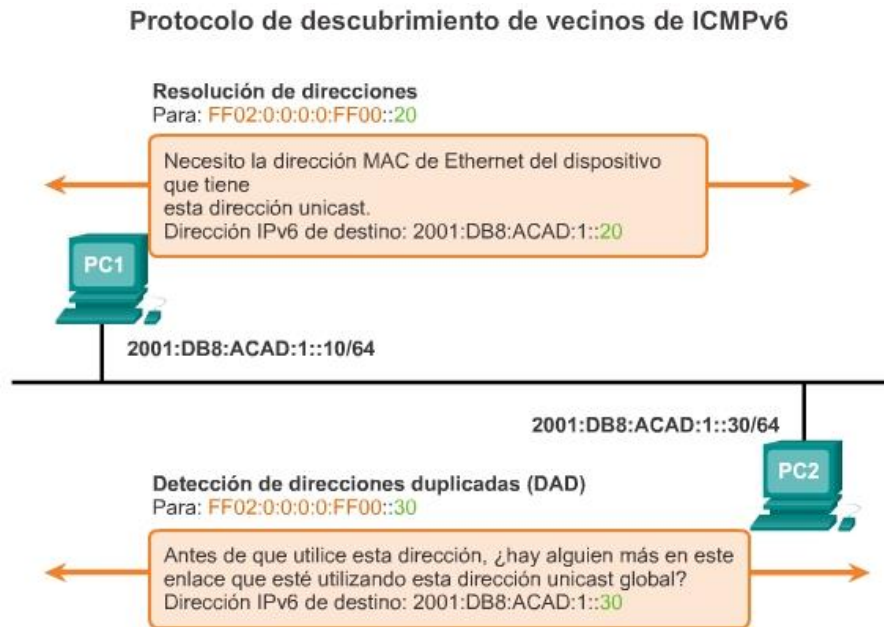 Protocolo de descubrimiento de vecinos de ICMPv6
Resolución de direcciones
Para: FF02:0:0:0:0:FF00::20
Necesito la dirección MAC de Ethernet del dispositivo
que tiene
esta dirección unicast.
Dirección IPv6 de destino: 2001:DB8:ACAD:1::20
PC1
2001:DB8:ACAD:1::10/64
2001:DB8:ACAD:1::30/64
PC2
Detección de direcciones duplicadas (DAD)
Para: FF02:0:0:0:0:FF00::30
Antes de que utilice esta dirección, ¿hay alguien más en este
enlace que esté utilizando esta dirección unicast global?
Dirección IPv6 de destino: 2001:DB8:ACAD:1::30